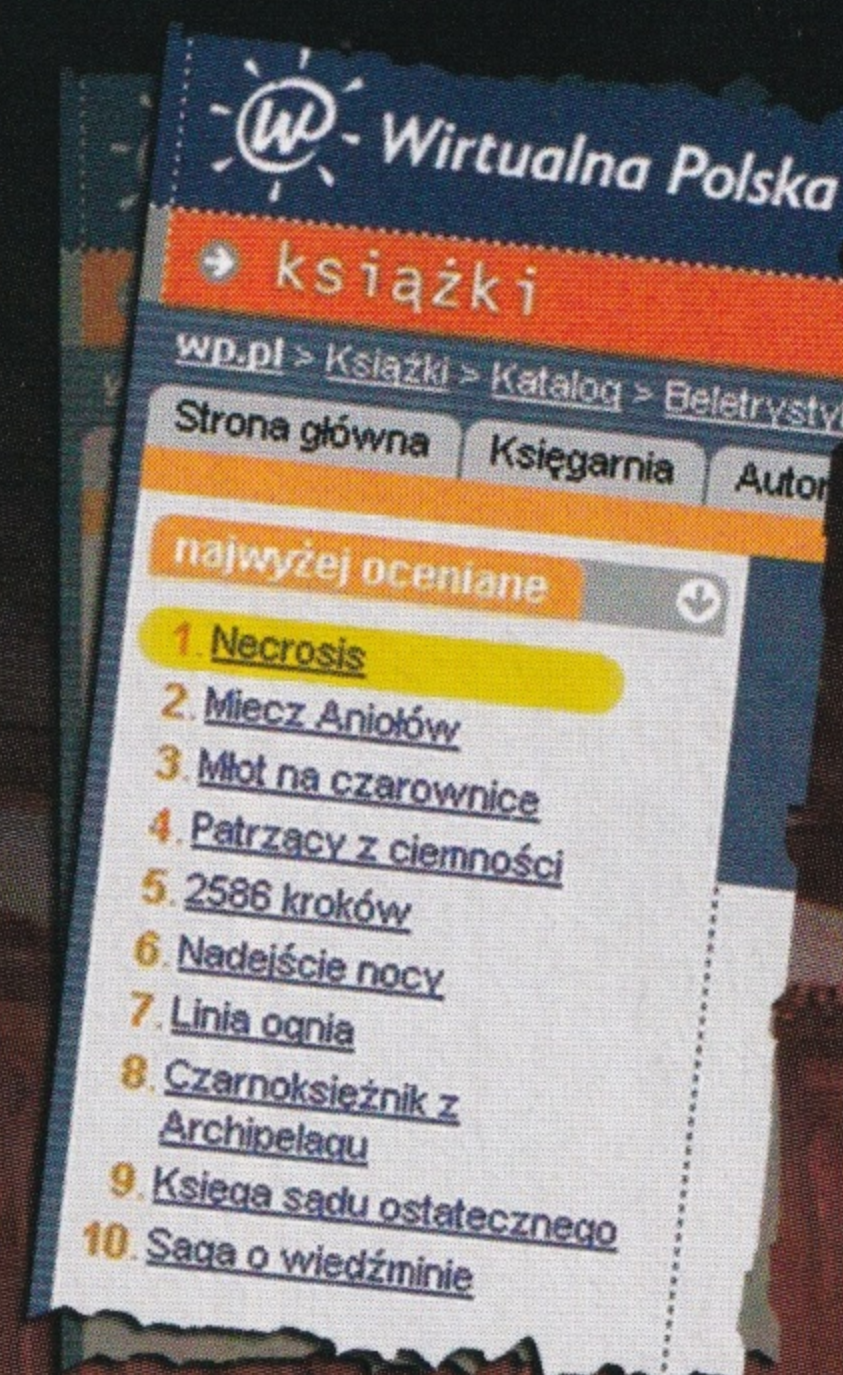 Wirtualna Polska
książki
wp.pl > Książki > Katalog > Beletrysty
Strona główna Księgarnia Autor
najwyżej oceniane
1. Necrosis
2. Miecz Aniołów
3. Młot na czarownice
4. Patrzący z ciemności
5. 2586 kroków
6. Nadejście nocy
7. Linia ognia
8. Czarnoksiężnik z
Archipelagu
9. Księga sądu ostatecznego
10. Saga o wiedźminie